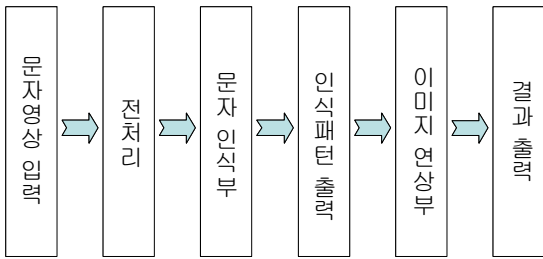 문자영상 입력
전처리
문자 인식부
인식패턴 출력
이미지 연상부
결과 출력